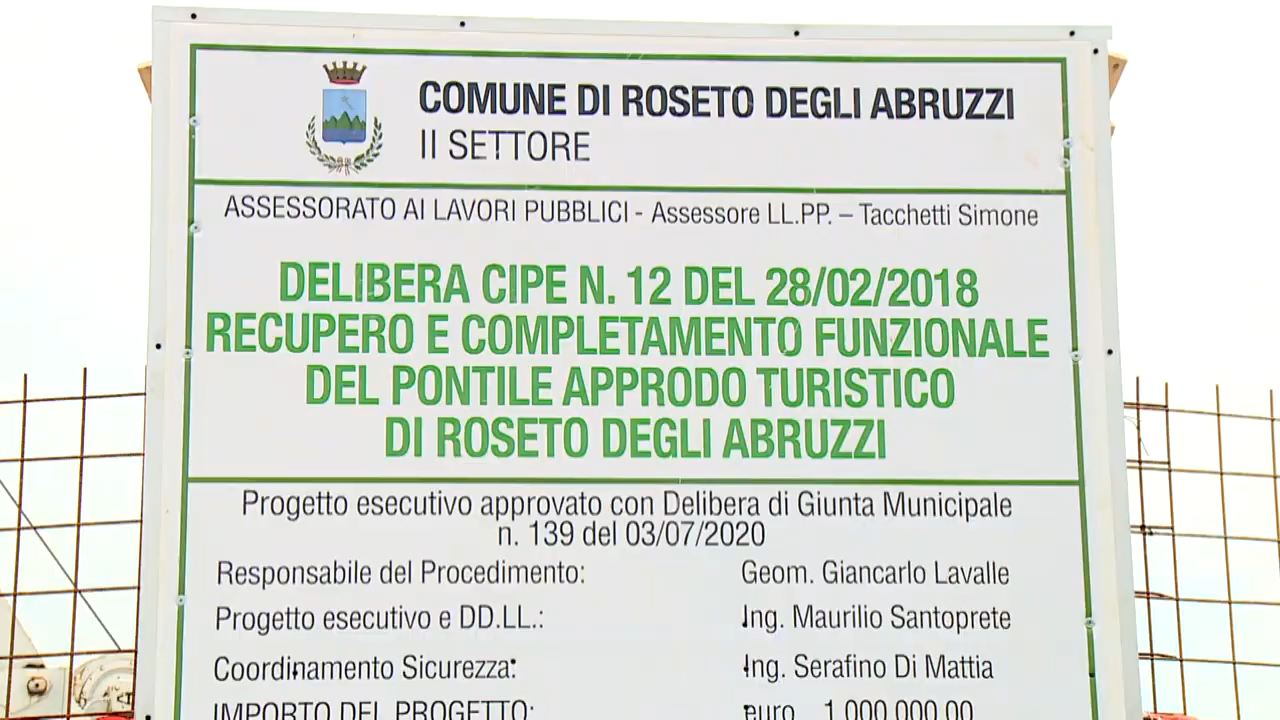 COMUNE DI ROSETO DEGLI ABRUZZI
II SETTORE
ASSESSORATO AI LAVORI PUBBLICI - Assessore LL.PP. – Tacchetti Simone
DELIBERA CIPE N. 12 DEL 28/02/2018
RECUPERO E COMPLETAMENTO FUNZIONALE
DEL PONTILE APPRODO TURISTICO
DI ROSETO DEGLI ABRUZZI
Progetto esecutivo approvato con Delibera di Giunta Municipale
n. 139 del 03/07/2020
Responsabile del Procedimento: Geom. Giancarlo Lavalle
Progetto esecutivo e DD.LL.: Ing. Maurilio Santoprete
Coordinamento Sicurezza: Ing. Serafino Di Mattia
IMPORTO DEL PROGETTO: euro 1.000.000,00